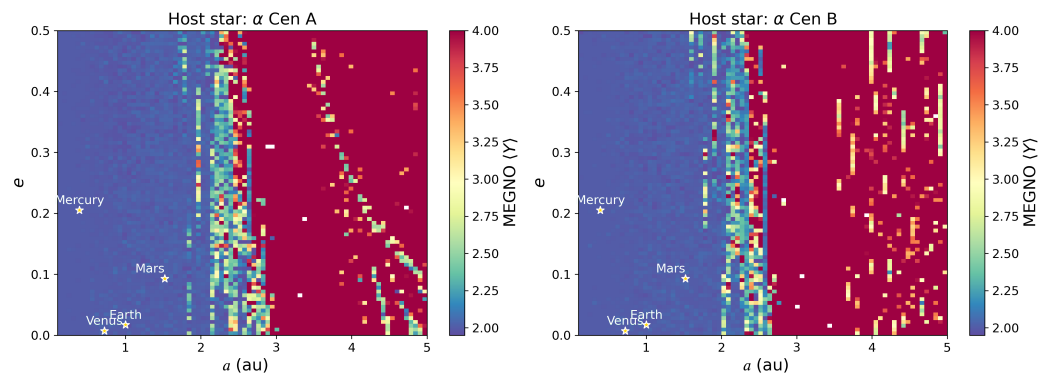 Host star: α Cen A
0.5
0.4
0.3
0.2
0.1
0.0
e
Mercury
Mars
Earth
Venus
1
2
3
4
5
a (au)
4.00
3.75
3.50
3.25
3.00
2.75
2.50
2.25
2.00
MEGNO ⟨Y⟩
Host star: α Cen B
0.5
0.4
0.3
0.2
0.1
0.0
e
Mercury
Mars
Earth
Venus
1
2
3
4
5
a (au)
4.00
3.75
3.50
3.25
3.00
2.75
2.50
2.25
2.00
MEGNO ⟨Y⟩